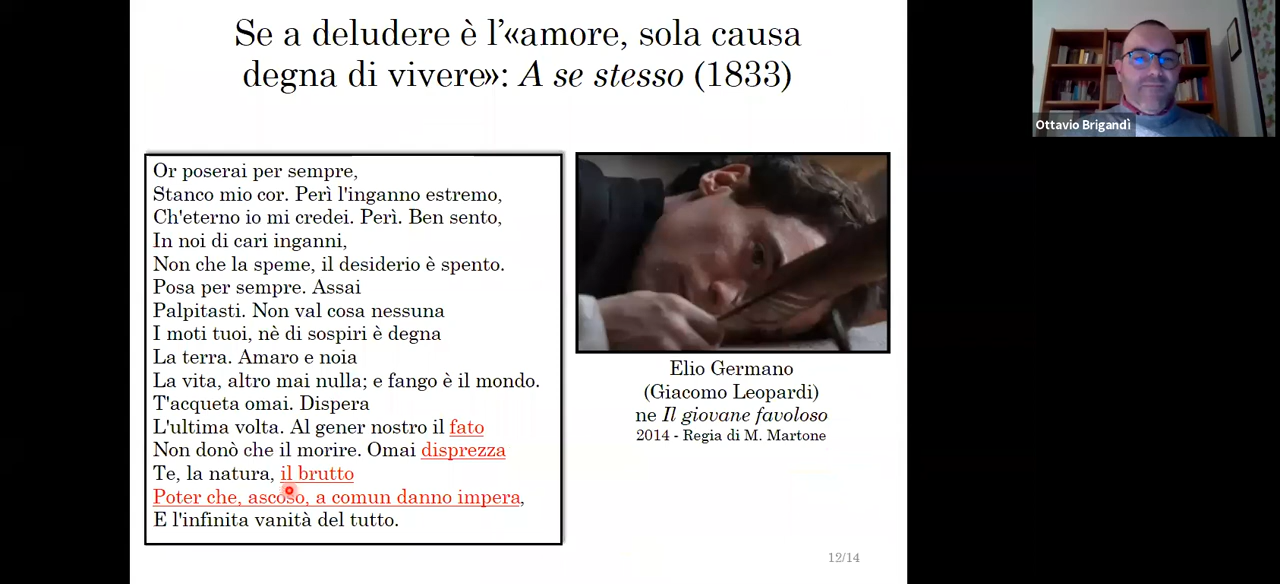 Se a deludere è l'«amore, sola causa
degna di vivere»: A se stesso (1833)
Ottavio Brigandì
Or poserai per sempre,
Stanco mio cor. Perì l'inganno estremo,
Ch'eterno io mi credei. Perì. Ben sento,
In noi di cari inganni,
Non che la speme, il desiderio è spento.
Posa per sempre. Assai
Palpitasti. Non val cosa nessuna
I moti tuoi, nè di sospiri è degna
La terra. Amaro e noia
La vita, altro mai nulla; e fango è il mondo.
T'acqueta omai. Dispera
L'ultima volta. Al gener nostro il fato
Non donò che il morire. Omai disprezza
Te, la natura, il brutto
Poter che, ascoso, a comun danno impera,
E l'infinita vanità del tutto.
Elio Germano
(Giacomo Leopardi)
ne Il giovane favoloso
2014 - Regia di M. Martone
12/14